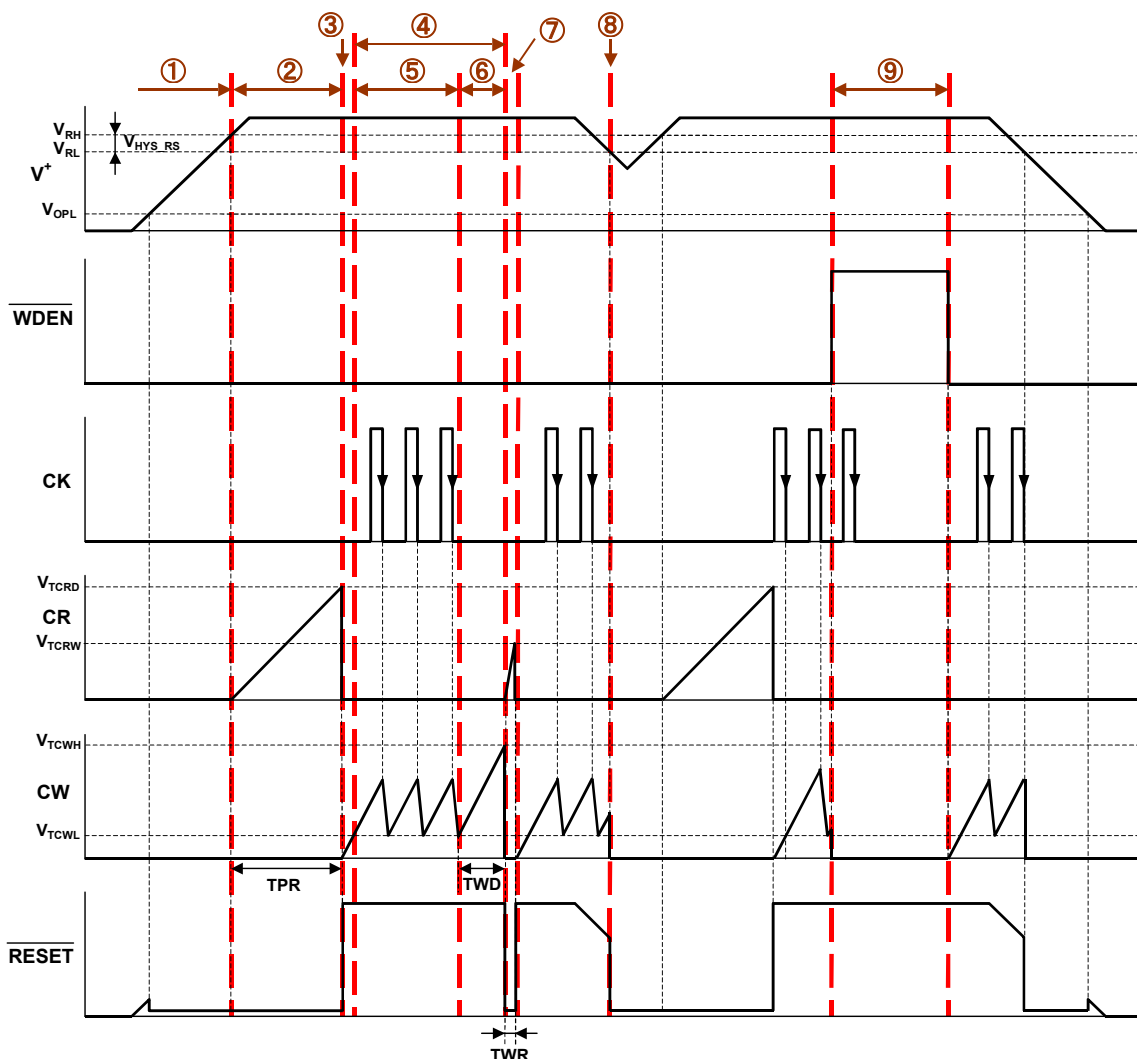 ③ ④ ⑦ ⑧
① ② ⑤ ⑥ ⑨
VRH
VHYS_RS
VRL
V+
VOPL
WDEN
CK
VTCRD
CR
VTCRW
VTCWH
CW
VTCWL
TPR TWD
RESET
TWR